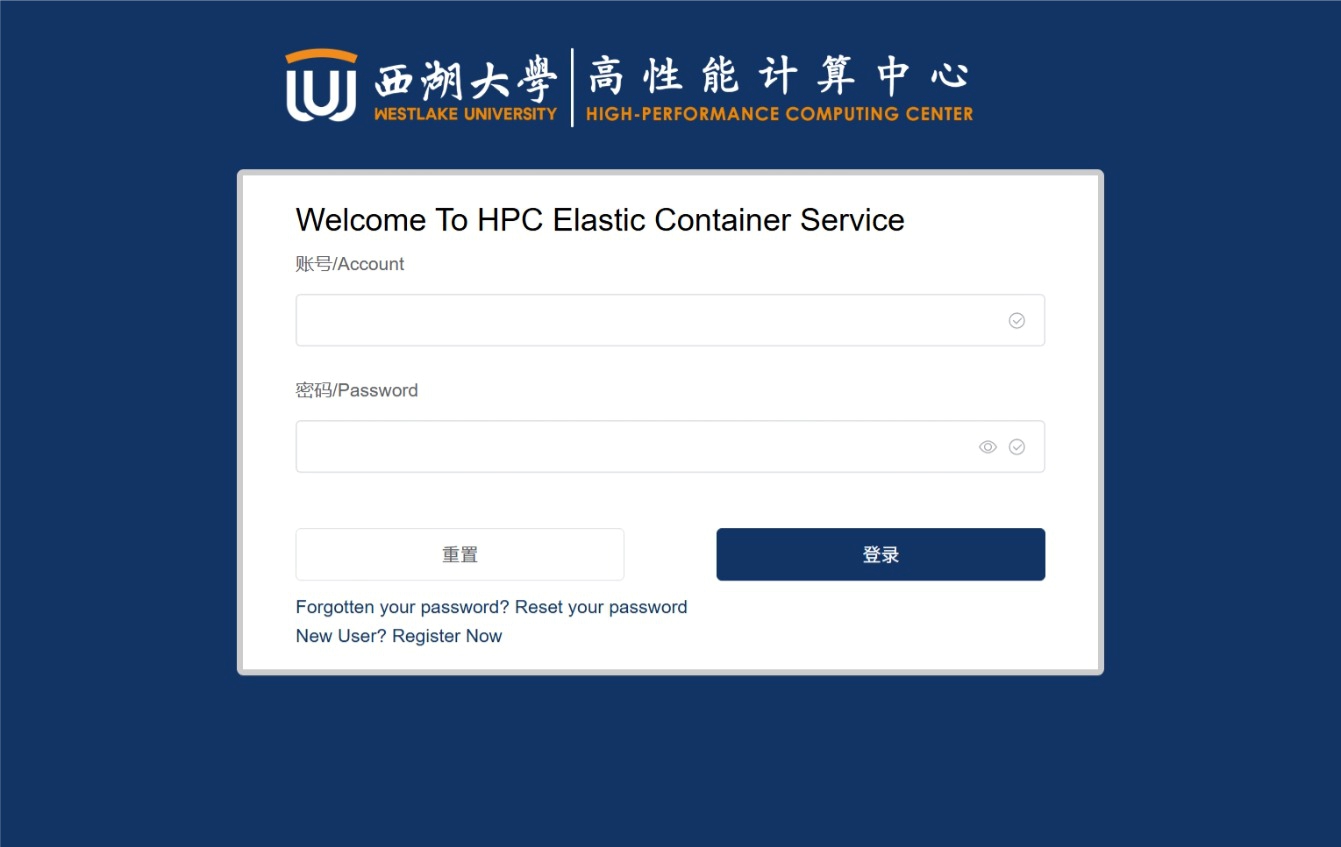 西湖大學 高性能计算中心
WESTLAKE UNIVERSITY HIGH-PERFORMANCE COMPUTING CENTER
Welcome To HPC Elastic Container Service
账号/Account
密码/Password
重置 登录
Forgotten your password? Reset your password
New User? Register Now